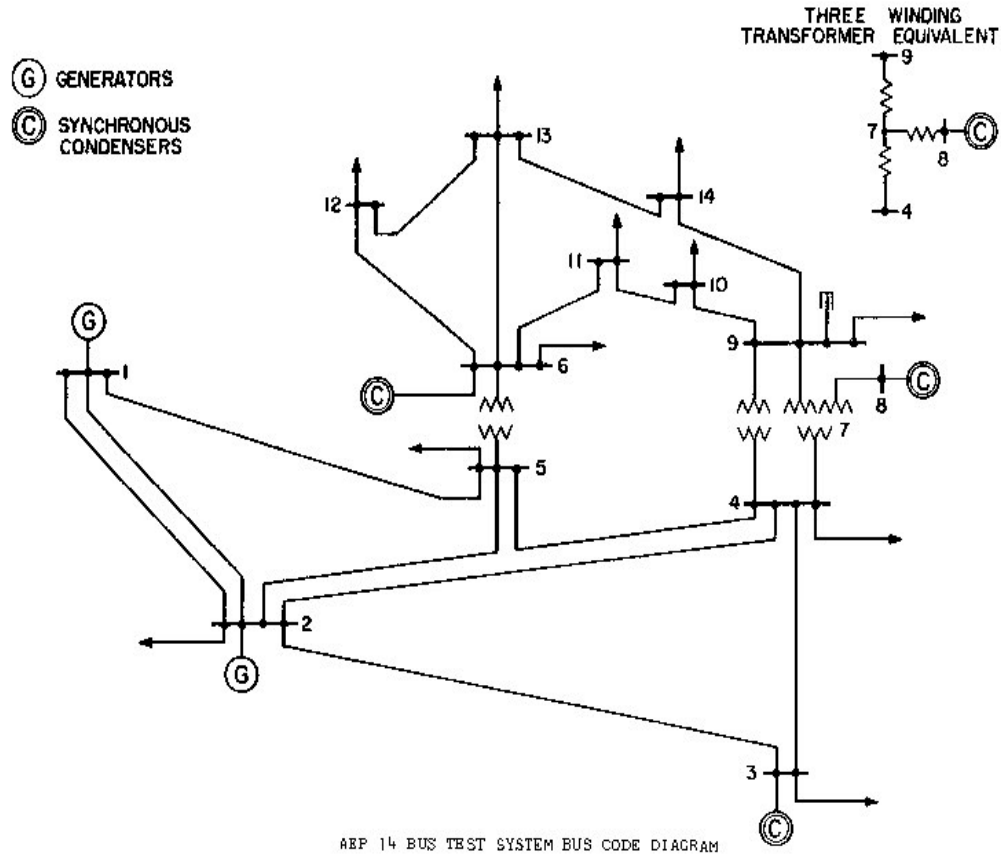 THREE WINDING
TRANSFORMER EQUIVALENT
9
7
8
C
4
G GENERATORS
C SYNCHRONOUS
CONDENSERS
13
12
14
11
10
G
1
6
9
C
8
C
7
5
4
2
G
3
C
AEP 14 BUS TEST SYSTEM BUS CODE DIAGRAM